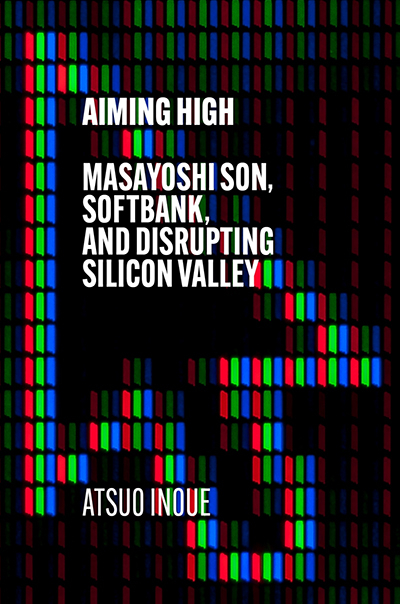 AIMING HIGH
MASAYOSHI SON,
SOFTBANK,
AND DISRUPTING
SILICON VALLEY
ATSUO INOUE